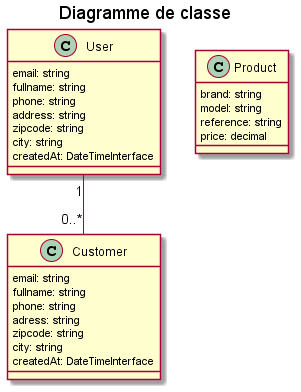 Diagramme de classe
C User
email: string
fullname: string
phone: string
address: string
zipcode: string
city: string
createdAt: DateTimeInterface
C Product
brand: string
model: string
reference: string
price: decimal
1
0..*
C Customer
email: string
fullname: string
phone: string
adress: string
zipcode: string
city: string
createdAt: DateTimeInterface